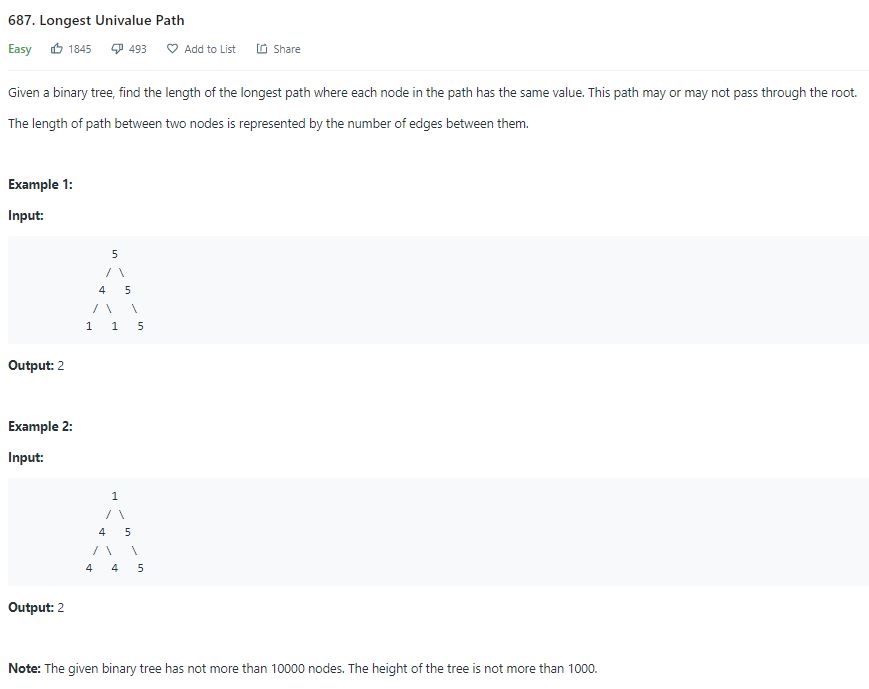 687. Longest Univalue Path
Easy 1845 493 Add to List Share
Given a binary tree, find the length of the longest path where each node in the path has the same value. This path may or may not pass through the root.
The length of path between two nodes is represented by the number of edges between them.
Example 1:
Input:
5
/ \
4 5
/ \ \
1 1 5
Output: 2
Example 2:
Input:
1
/ \
4 5
/ \ \
4 4 5
Output: 2
Note: The given binary tree has not more than 10000 nodes. The height of the tree is not more than 1000.